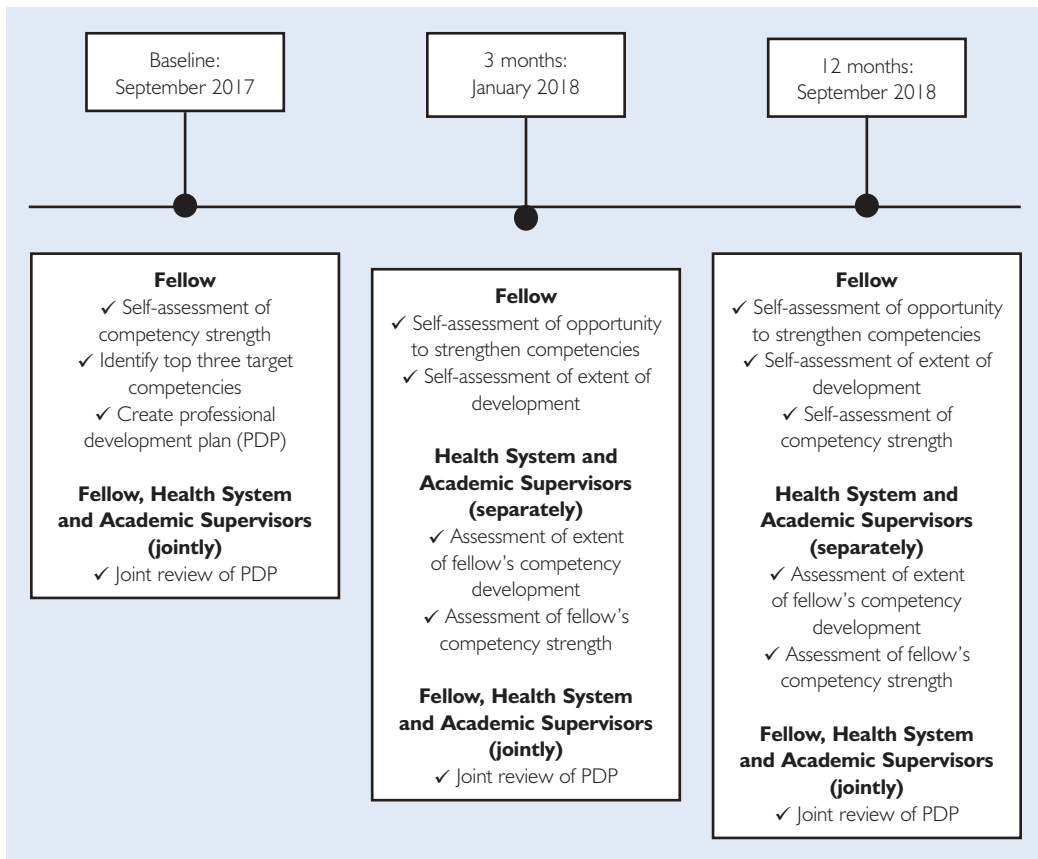 Baseline:
September 2017
3 months:
January 2018
12 months:
September 2018
Fellow
✓ Self-assessment of
competency strength
✓ Identify top three target
competencies
✓ Create professional
development plan (PDP)
Fellow, Health System
and Academic Supervisors
(jointly)
✓ Joint review of PDP
Fellow
✓ Self-assessment of opportunity
to strengthen competencies
✓ Self-assessment of extent of
development
Health System and
Academic Supervisors
(separately)
✓ Assessment of extent
of fellow’s competency
development
✓ Assessment of fellow’s
competency strength
Fellow, Health System
and Academic Supervisors
(jointly)
✓ Joint review of PDP
Fellow
✓ Self-assessment of opportunity
to strengthen competencies
✓ Self-assessment of extent of
development
✓ Self-assessment of
competency strength
Health System and
Academic Supervisors
(separately)
✓ Assessment of extent
of fellow’s competency
development
✓ Assessment of fellow’s
competency strength
Fellow, Health System
and Academic Supervisors
(jointly)
✓ Joint review of PDP